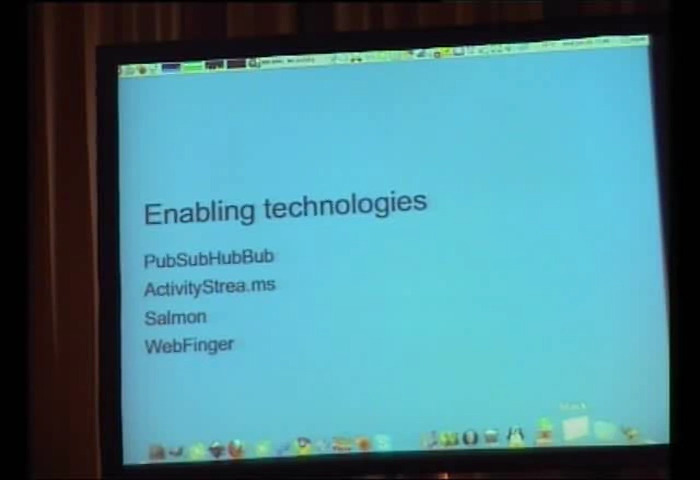 Enabling technologies
PubSubHubBub
ActivityStrea.ms
Salmon
WebFinger